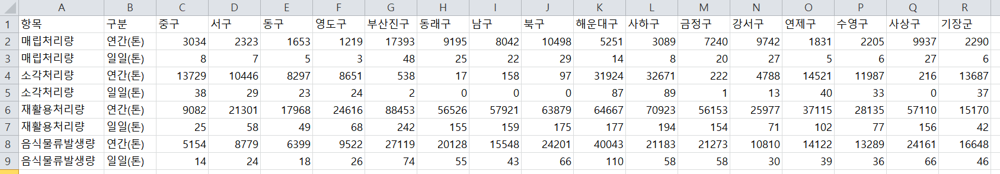 A B C D E F G H I J K L M N O P Q R
1 항목 구분 중구 서구 동구 영도구 부산진구 동래구 남구 북구 해운대구 사하구 금정구 강서구 연제구 수영구 사상구 기장군
2 매립처리량 연간(톤) 3034 2323 1653 1219 17393 9195 8042 10498 5251 3089 7240 9742 1831 2205 9937 2290
3 매립처리량 일일(톤) 8 7 5 3 48 25 22 29 14 8 20 27 5 6 27 6
4 소각처리량 연간(톤) 13729 10446 8297 8651 538 17 158 97 31924 32671 222 4788 14521 11987 216 13687
5 소각처리량 일일(톤) 38 29 23 24 2 0 0 0 87 89 1 13 40 33 0 37
6 재활용처리량 연간(톤) 9082 21301 17968 24616 88453 56526 57921 63879 64667 70923 56153 25977 37115 28135 57110 15170
7 재활용처리량 일일(톤) 25 58 49 68 242 155 159 175 177 194 154 71 102 77 156 42
8 음식물류발생량 연간(톤) 5154 8779 6399 9522 27119 20128 15548 24201 40043 21183 21273 10810 14122 13289 24161 16648
9 음식물류발생량 일일(톤) 14 24 18 26 74 55 43 66 110 58 58 30 39 36 66 46